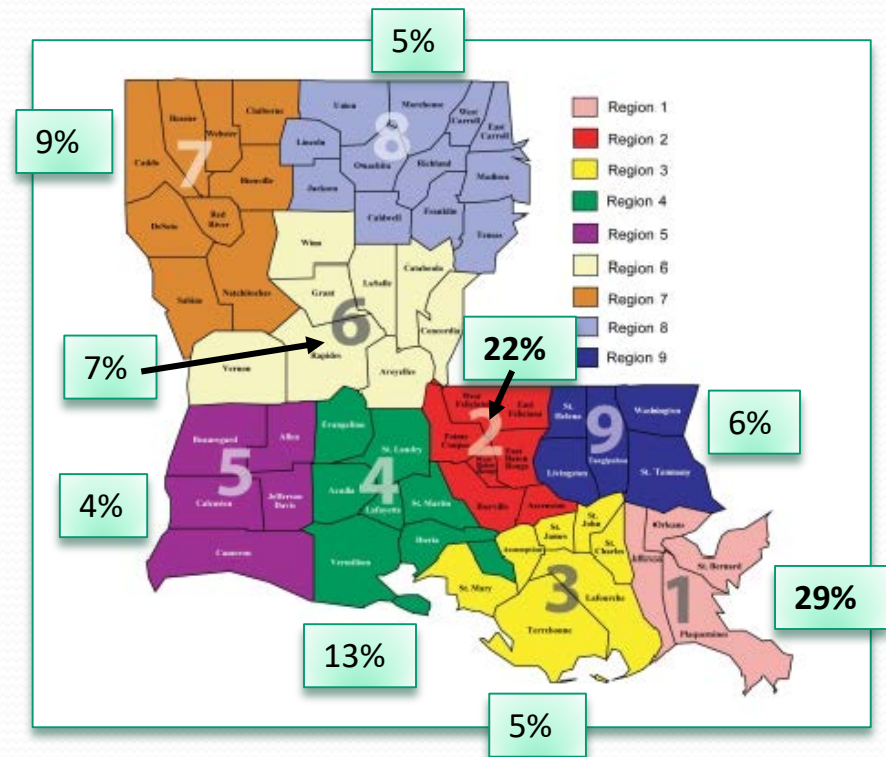 5%
9%
7%
22%
6%
4%
29%
13%
5%
Region 1
Region 2
Region 3
Region 4
Region 5
Region 6
Region 7
Region 8
Region 9
7
Caddo
Bossier
Webster
Claiborne
Bienville
DeSoto
Red
River
Sabine
Natchitoches
8
Union
Morehouse
West
Carroll
East
Carroll
Lincoln
Ouachita
Richland
Madison
Jackson
Caldwell
Franklin
Tensas
6
Winn
Grant
LaSalle
Catahoula
Concordia
Vernon
Rapides
Avoyelles
5
Beauregard
Allen
Calcasieu
Jefferson
Davis
Cameron
4
Evangeline
St. Landry
Acadia
Lafayette
St. Martin
Iberia
Vermilion
2
West
Feliciana
East
Feliciana
Pointe
Coupee
West
Baton
Rouge
East
Baton
Rouge
Iberville
Ascension
9
St.
Helena
Washington
Livingston
Tangipahoa
St. Tammany
3
St.
James
St.
John
St.
Charles
Assumption
St. Mary
Lafourche
Terrebonne
1
Orleans
Jefferson
St. Bernard
Plaquemines